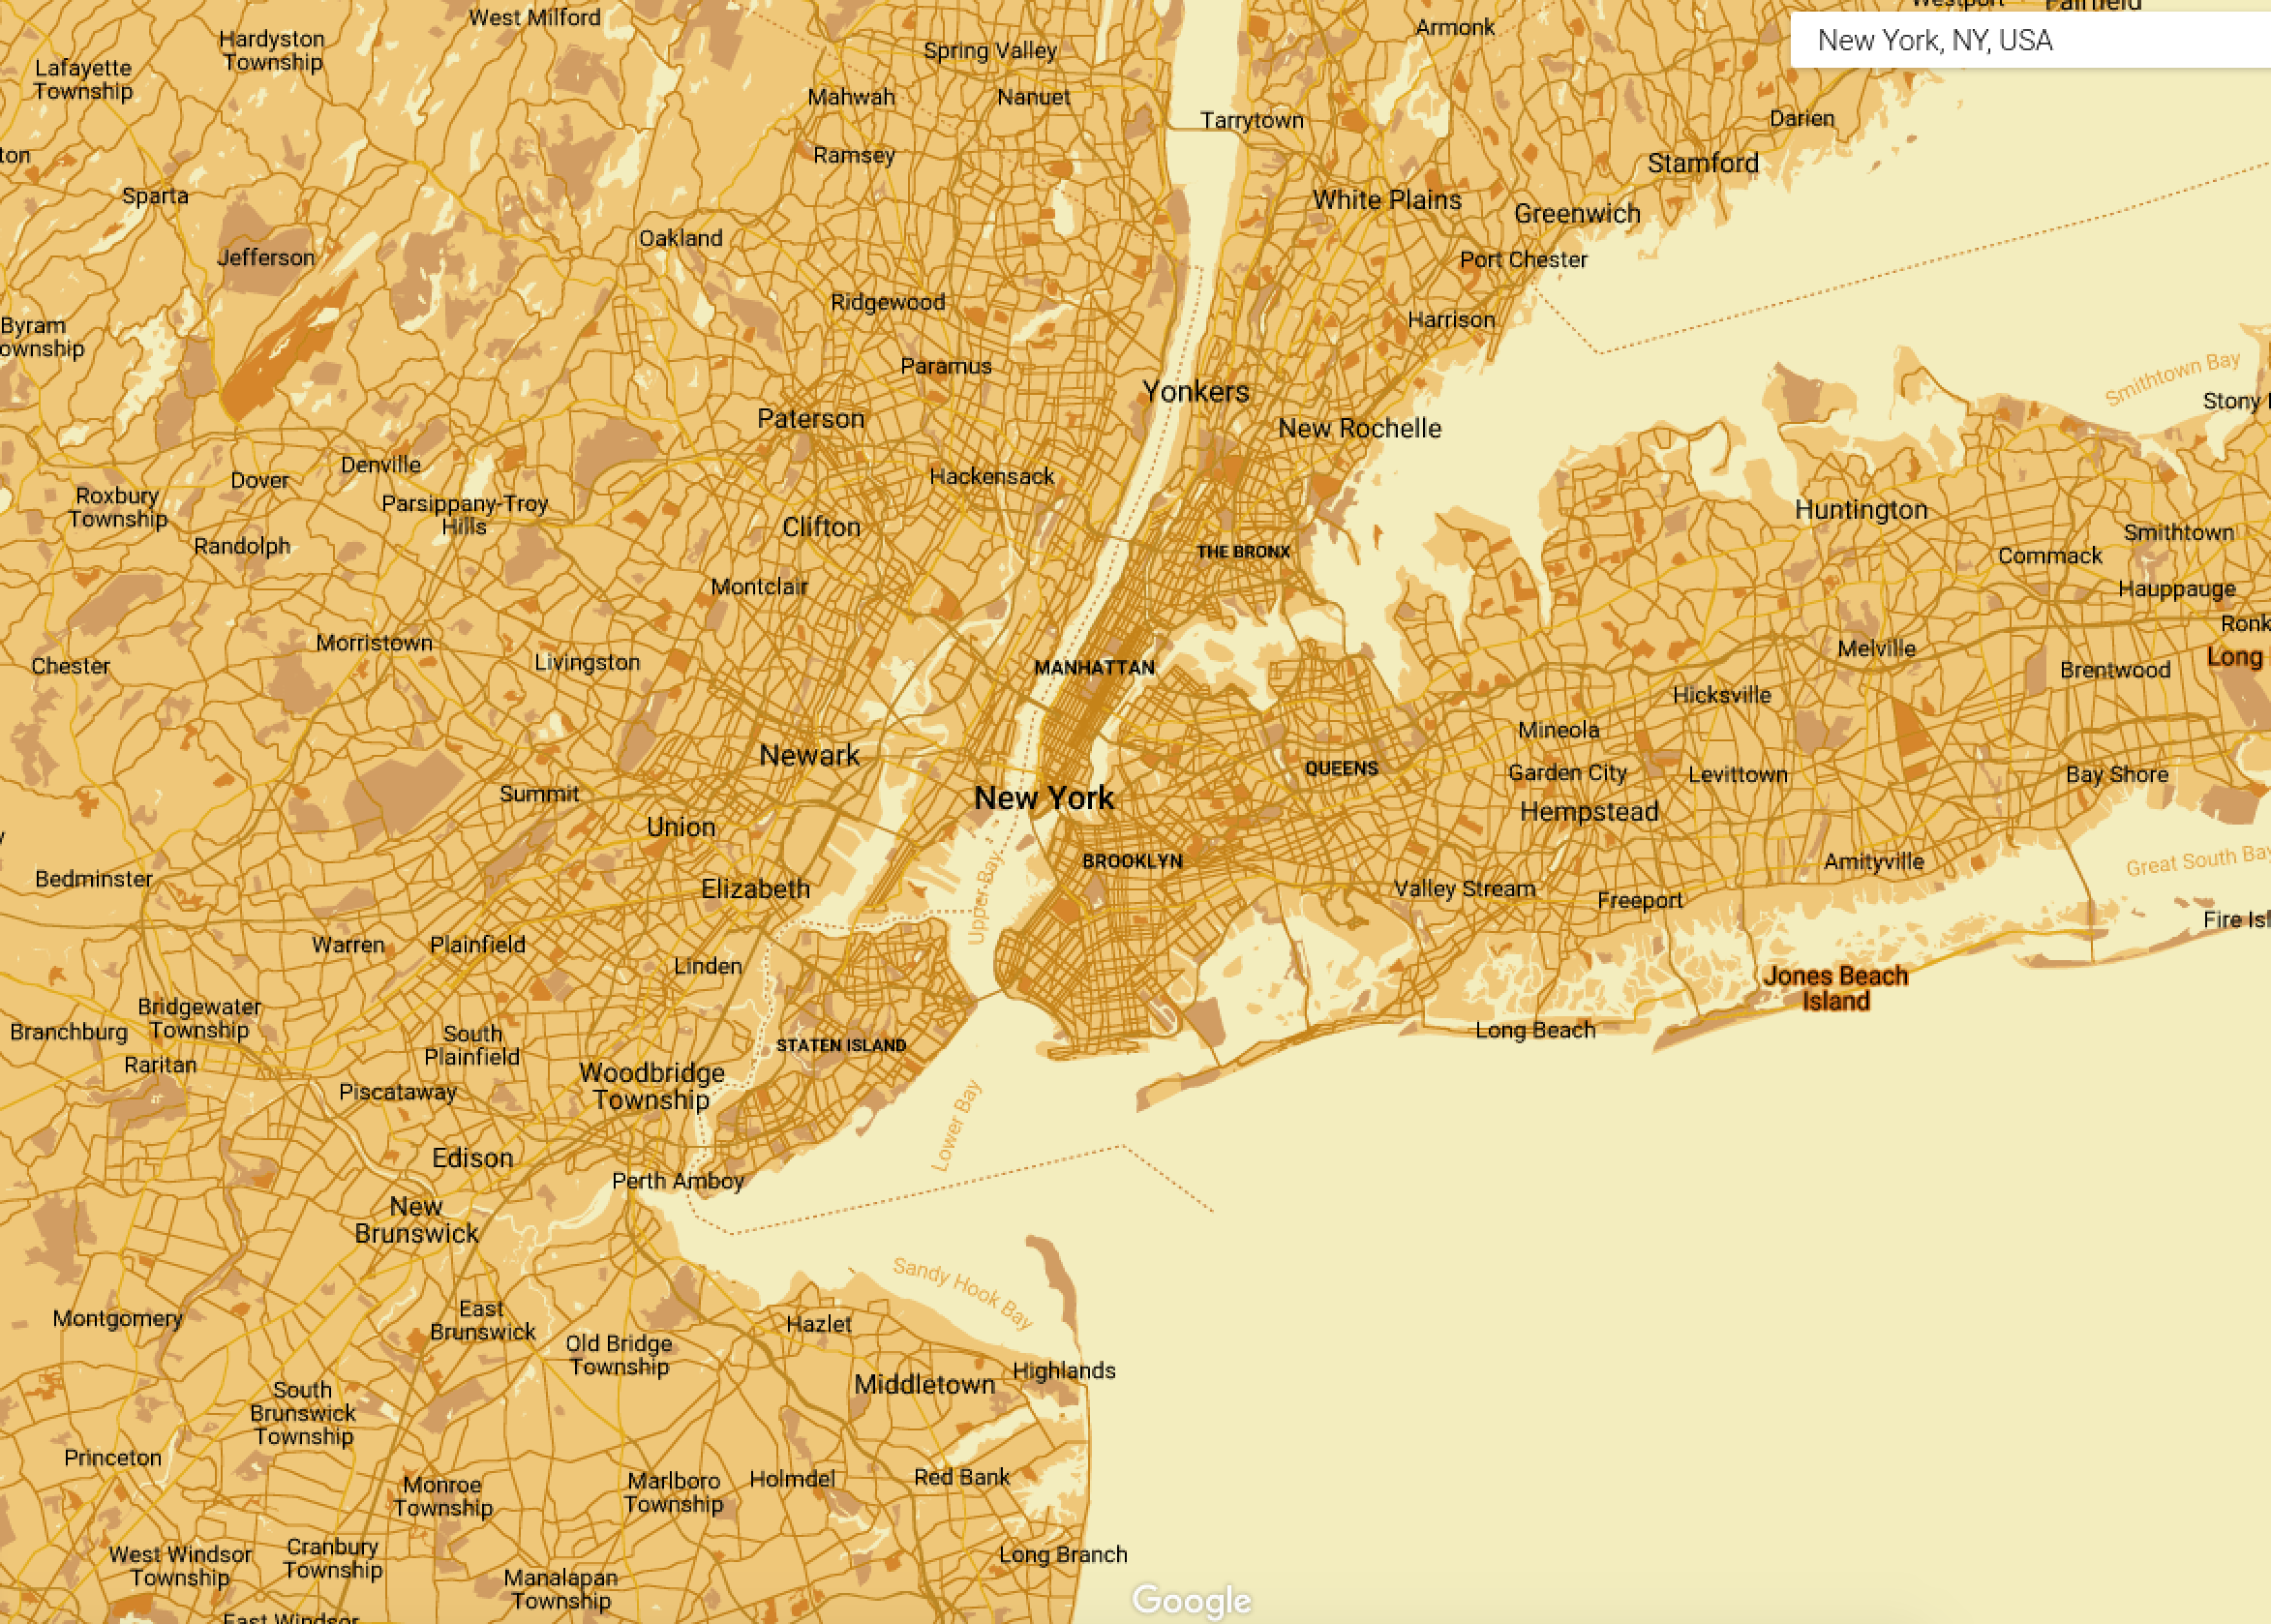 West Milford
Westport
Fairfield
New York, NY, USA
Hardyston
Township
Spring Valley
Armonk
Lafayette
Township
Mahwah
Nanuet
Tarrytown
Darien
ton
Ramsey
Stamford
Sparta
White Plains
Greenwich
Oakland
Jefferson
Port Chester
Ridgewood
Harrison
Byram
ownship
Smithtown Bay
Paramus
Yonkers
Stony
Paterson
New Rochelle
Denville
Dover
Hackensack
Roxbury
Township
Parsippany-Troy
Hills
Huntington
Clifton
Smithtown
Randolph
THE BRONX
Commack
Montclair
Hauppauge
Ronk
Morristown
Melville
Long
Chester
Livingston
MANHATTAN
Brentwood
Hicksville
Mineola
Newark
QUEENS
Garden City
Levittown
Bay Shore
Summit
New York
Hempstead
Union
y
BROOKLYN
Amityville
Great South Bay
Bedminster
Elizabeth
Upper Bay
Valley Stream
Freeport
Fire Isl
Warren
Plainfield
Linden
Jones Beach
Island
Bridgewater
Township
Branchburg
South
Plainfield
Long Beach
STATEN ISLAND
Raritan
Woodbridge
Township
Piscataway
Lower Bay
Edison
Perth Amboy
New
Brunswick
Sandy Hook Bay
Montgomery
East
Brunswick
Hazlet
Old Bridge
Township
Highlands
Middletown
South
Brunswick
Township
Princeton
Monroe
Township
Marlboro
Township
Holmdel
Red Bank
West Windsor
Township
Cranbury
Township
Long Branch
Manalapan
Township
Google
East Windsor